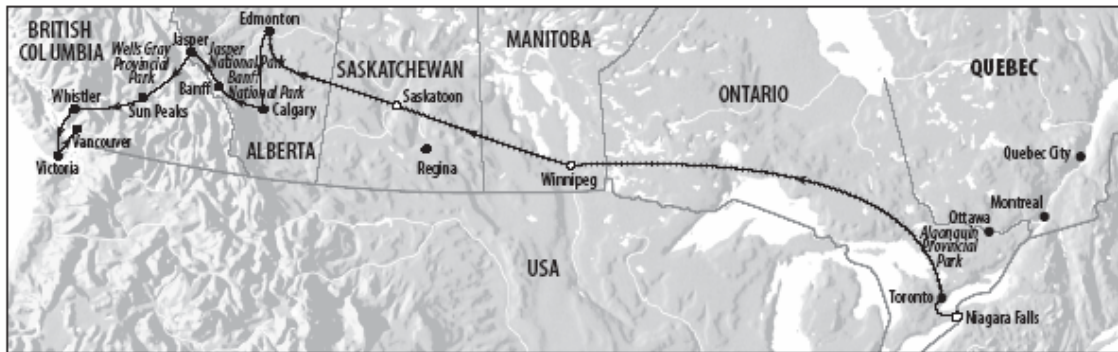 Edmonton
BRITISH
COLUMBIA
Jasper
Wells Gray
Provincial
Park
Jasper
National Park
Banff
National Park
MANITOBA
QUEBEC
SASKATCHEWAN
Banff
Whistler
Sun Peaks
Calgary
Saskatoon
ONTARIO
Vancouver
Victoria
ALBERTA
Regina
Winnipeg
Quebec City
Montreal
Ottawa
Algonquin
Provincial
Park
USA
Toronto
Niagara Falls